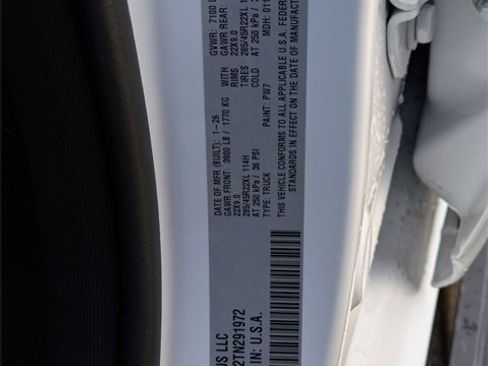 DATE OF MFR (BUILT): 1-26
GVWR: 7100
GAWR FRONT: 3900 LB / 1770 KG
GAWR REAR:
22X9.0
WITH
22X9.0
RIMS
285/45R22XL 114H
TIRES
285/45R22XL
AT 250 kPa / 36 PSI
COLD
AT 250 kPa /
TYPE: TRUCK
PAINT: PW7
MDH:
THIS VEHICLE CONFORMS TO ALL APPLICABLE U.S.A. FEDER
STANDARDS IN EFFECT ON THE DATE OF MANUFACT
US LLC
2TN291972
IN: U.S.A.